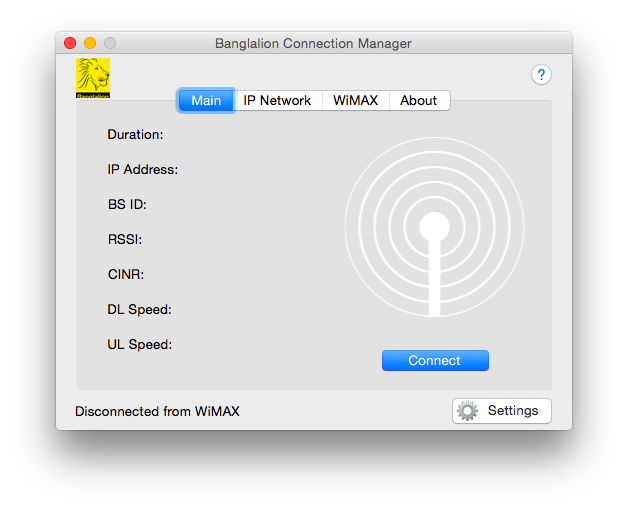 Banglalion Connection Manager
Banglalion
?
Main IP Network WiMAX About
Duration:
IP Address:
BS ID:
RSSI:
CINR:
DL Speed:
UL Speed:
Connect
Disconnected from WiMAX
Settings